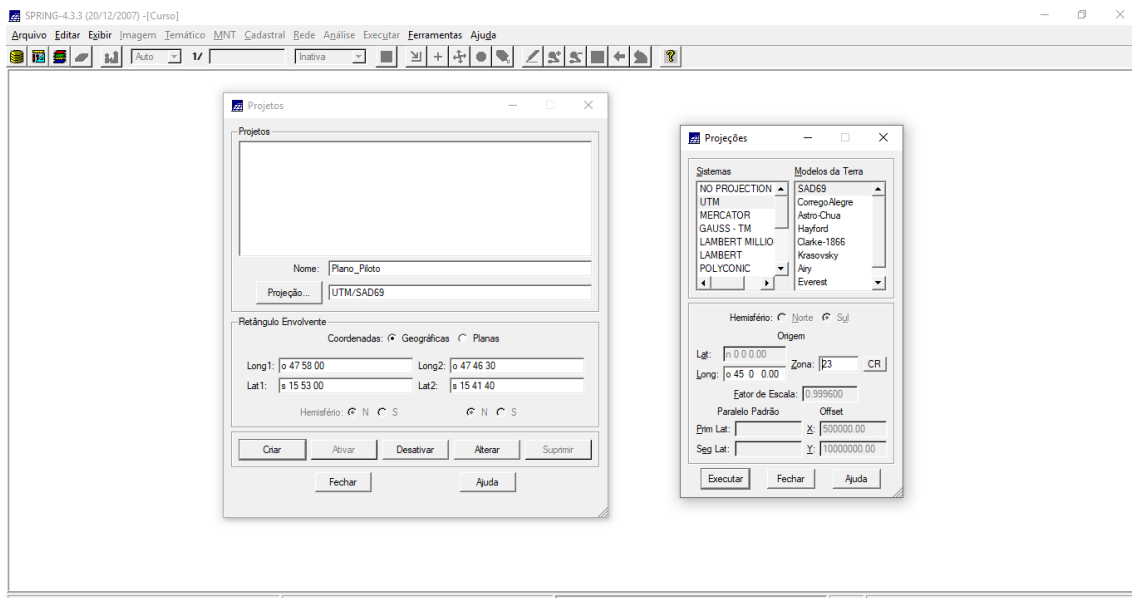 SPRING-4.3.3 (20/12/2007) -[Curso]
Arquivo Editar Exibir Imagem Temático MNT Cadastral Rede Análise Executar Ferramentas Ajuda
Auto 1/ Inativa
Projetos
Projetos
Nome: Plano_Piloto
Projeção... UTM/SAD69
Retângulo Envolvente
Coordenadas: Geográficas Planas
Long1: o 47 58 00 Long2: o 47 46 30
Lat1: s 15 53 00 Lat2: s 15 41 40
Hemisfério: N S N S
Criar Ativar Desativar Alterar Suprimir
Fechar Ajuda
Projeções
Sistemas Modelos da Terra
NO PROJECTION SAD69
UTM CorregoAlegre
MERCATOR Astro-Chua
GAUSS - TM Hayford
LAMBERT MILLIO Clarke-1866
LAMBERT Krasovsky
POLYCONIC Airy
Everest
Hemisfério: Norte Sul
Origem
Lat: n 0 0 0.00
Long: o 45 0 0.00 Zona: 23 CR
Fator de Escala: 0.999600
Paralelo Padrão Offset
Prim Lat: X: 500000.00
Seg Lat: Y: 10000000.00
Executar Fechar Ajuda